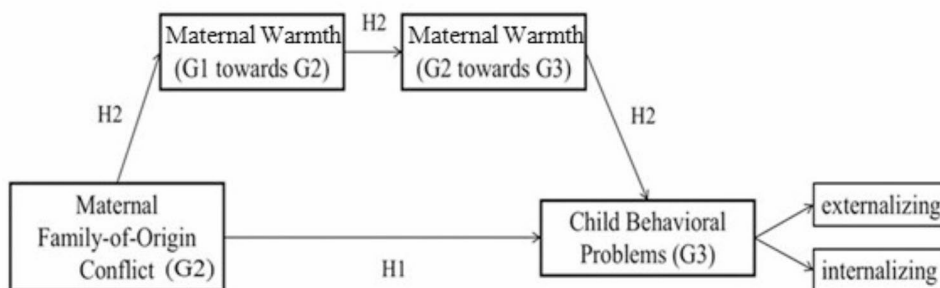 Maternal Warmth
(G1 towards G2)
H2
Maternal Warmth
(G2 towards G3)
H2
H2
Maternal
Family-of-Origin
Conflict (G2)
H1
Child Behavioral
Problems (G3)
externalizing
internalizing